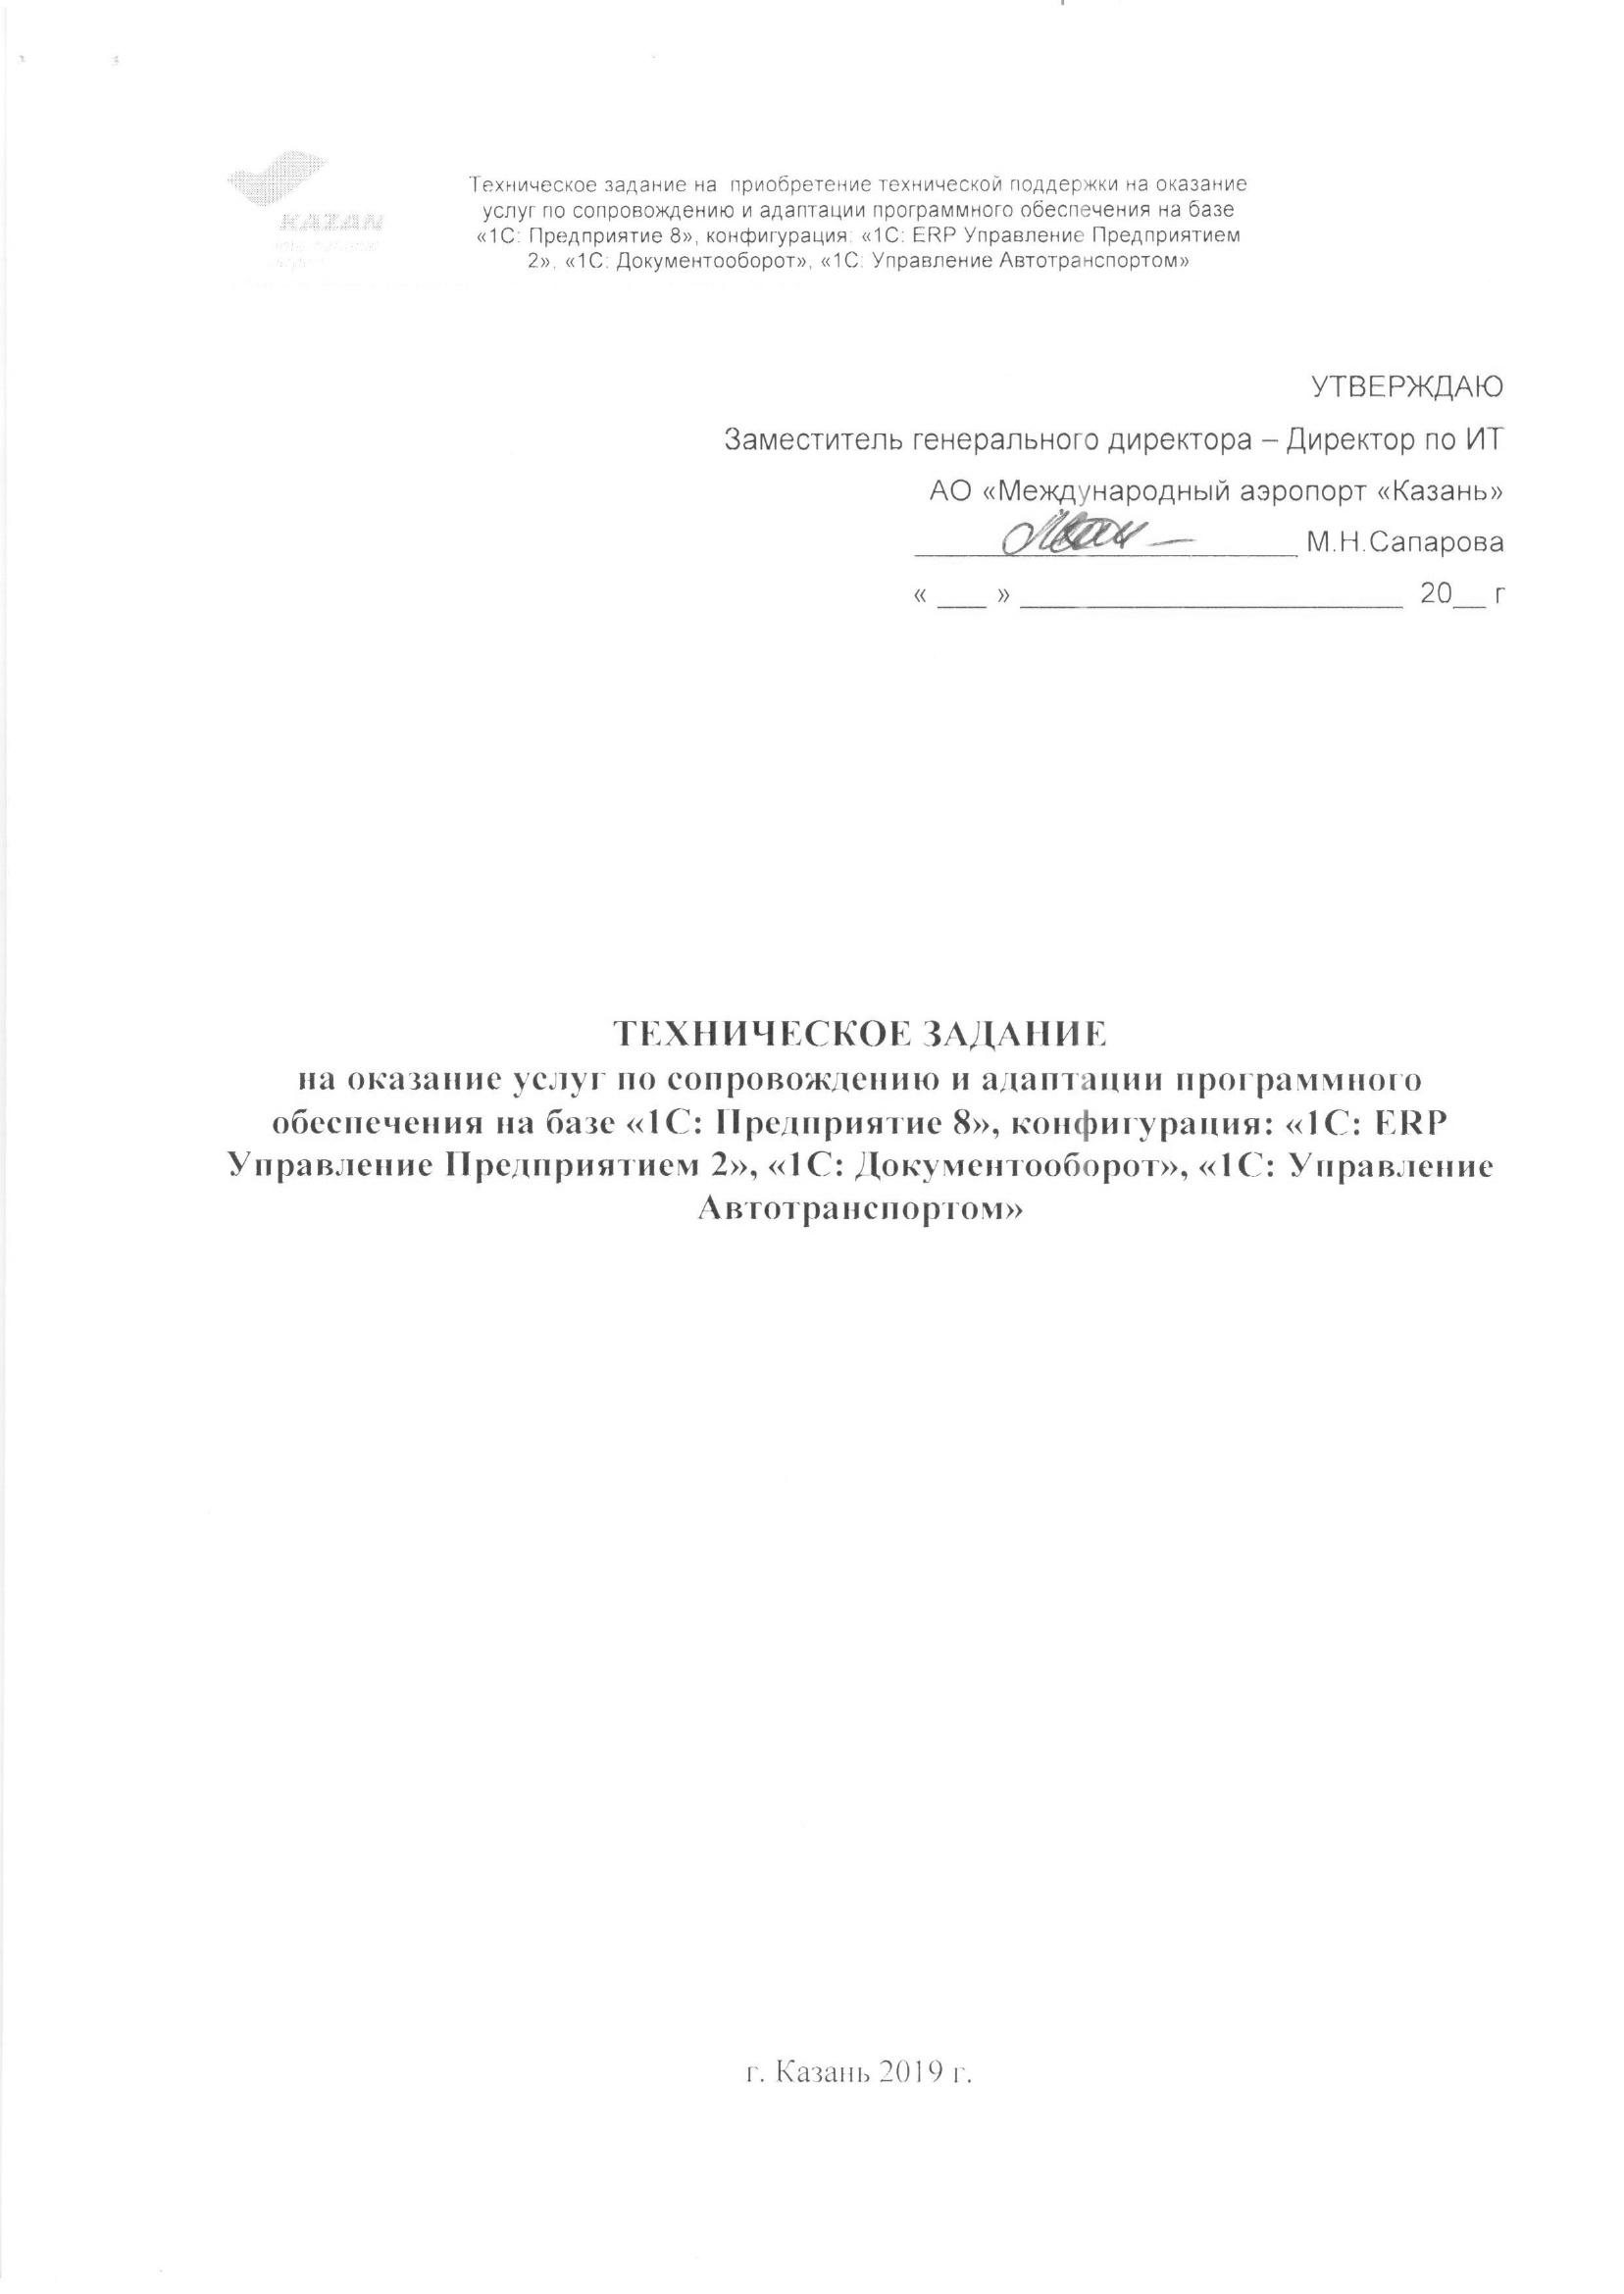 KAZAN
Техническое задание на приобретение технической поддержки на оказание
услуг по сопровождению и адаптации программного обеспечения на базе
«1С: Предприятие 8», конфигурация: «1С: ERP Управление Предприятием
2», «1С: Документооборот», «1С: Управление Автотранспортом»
УТВЕРЖДАЮ
Заместитель генерального директора – Директор по ИТ
АО «Международный аэропорт «Казань»
_______________________ М.Н.Сапарова
« ___ » _______________________ 20__ г
ТЕХНИЧЕСКОЕ ЗАДАНИЕ
на оказание услуг по сопровождению и адаптации программного
обеспечения на базе «1С: Предприятие 8», конфигурация: «1С: ERP
Управление Предприятием 2», «1С: Документооборот», «1С: Управление
Автотранспортом»
г. Казань 2019 г.